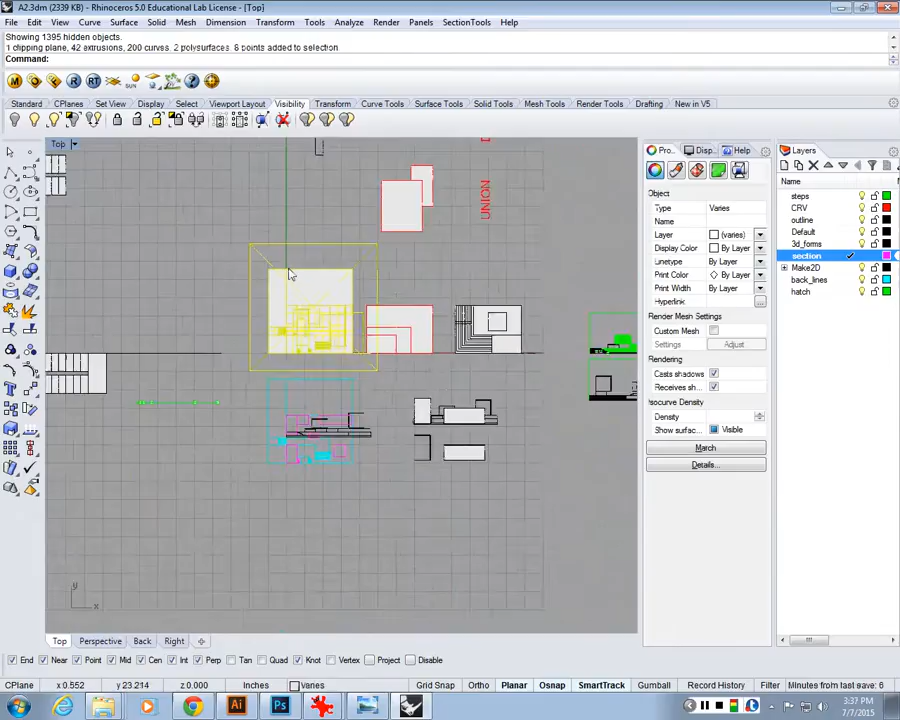 A2.3dm (2339 KB) - Rhinoceros 5.0 Educational Lab License - [Top]
File Edit View Curve Surface Solid Mesh Dimension Transform Tools Analyze Render Panels SectionTools Help
Showing 1395 hidden objects.
1 clipping plane, 42 extrusions, 200 curves, 2 polysurfaces, 8 points added to selection
Command:
Standard CPlanes Set View Display Select Viewport Layout Visibility Transform Curve Tools Surface Tools Solid Tools Mesh Tools Render Tools Drafting New in V5
Top
UNION
y
x
Pro... Disp... Help
Object
Type Varies
Name
Layer (varies)
Display Color By Layer
Linetype By Layer
Print Color By Layer
Print Width By Layer
Hyperlink ...
Render Mesh Settings
Custom Mesh
Settings Adjust
Rendering
Casts shadows
Receives sh...
Isocurve Density
Density
Show surfac... Visible
March
Details...
Layers
Name
steps
CRV
outline
Default
3d_forms
section
Make2D
back_lines
hatch
Top Perspective Back Right
End Near Point Mid Cen Int Perp Tan Quad Knot Vertex Project Disable
CPlane x 0.552 y 23.214 z 0.000 Inches Varies Grid Snap Ortho Planar Osnap SmartTrack Gumball Record History Filter Minutes from last save: 6
Ai Ps
3:37 PM
7/7/2015